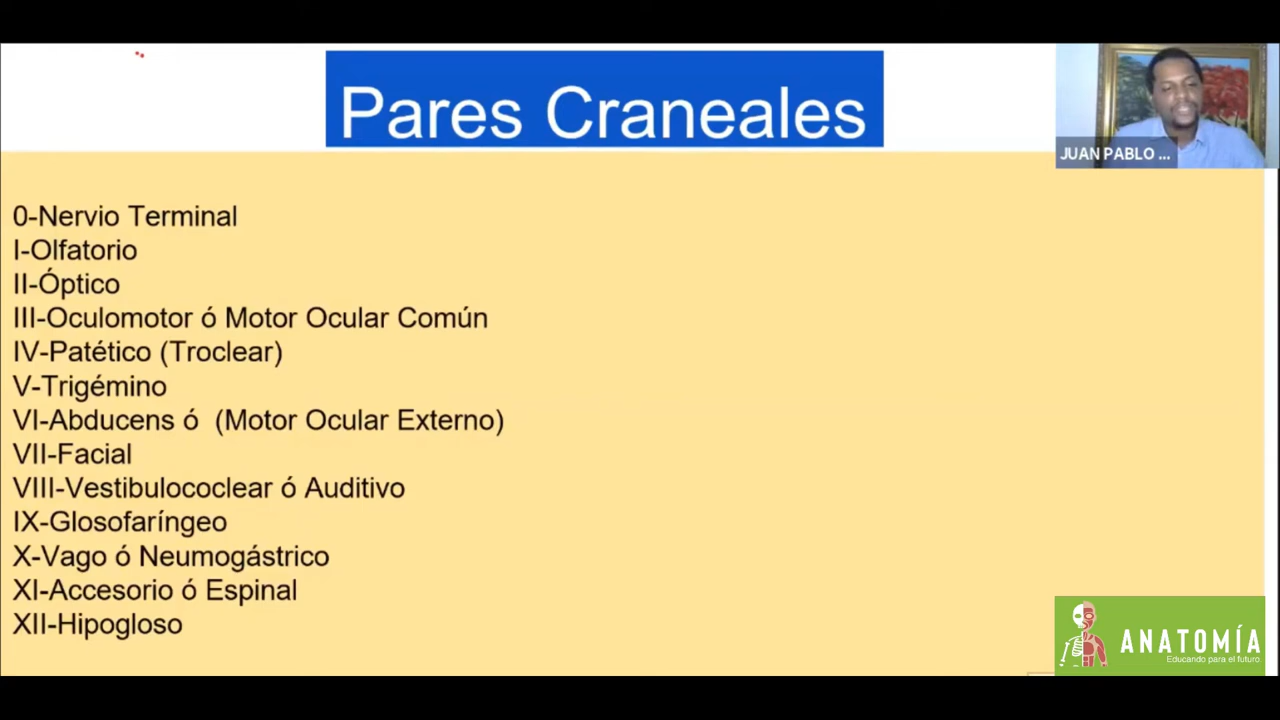 Pares Craneales
JUAN PABLO ...
0-Nervio Terminal
I-Olfatorio
II-Óptico
III-Oculomotor ó Motor Ocular Común
IV-Patético (Troclear)
V-Trigémino
VI-Abducens ó  (Motor Ocular Externo)
VII-Facial
VIII-Vestibulococlear ó Auditivo
IX-Glosofaríngeo
X-Vago ó Neumogástrico
XI-Accesorio ó Espinal
XII-Hipogloso
ANATOMÍA
Educando para el futuro.